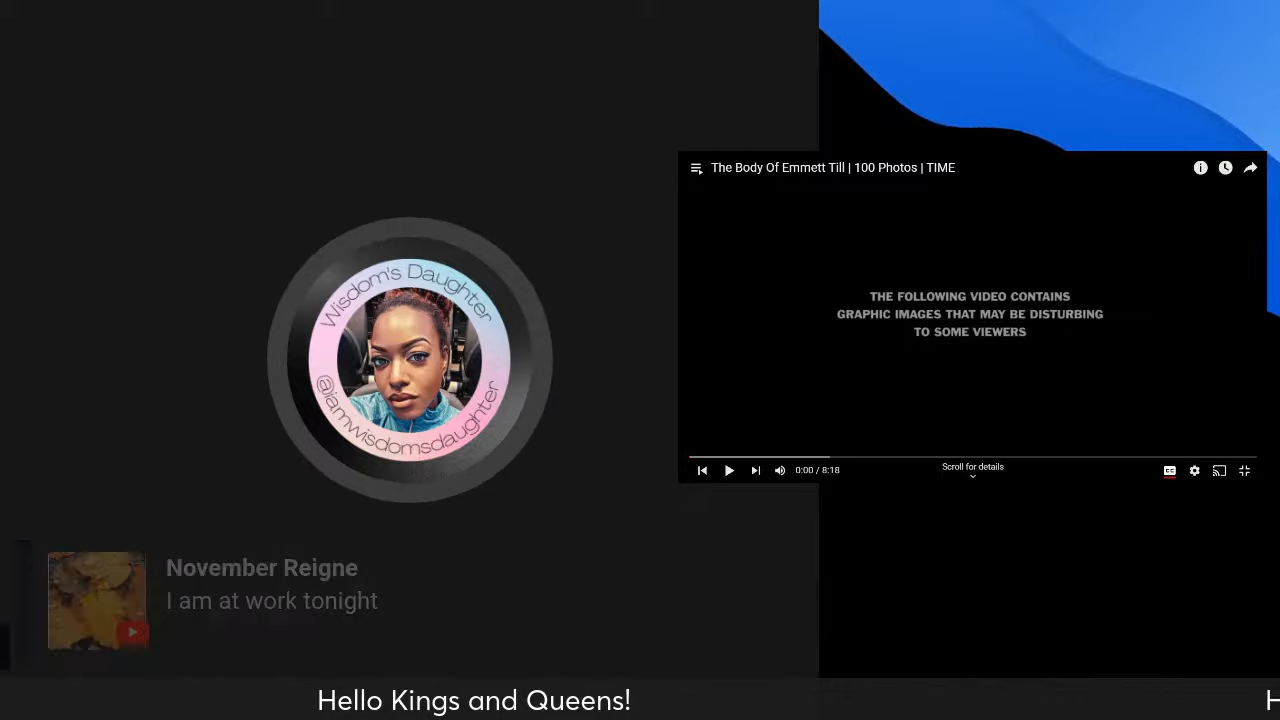 The Body Of Emmett Till | 100 Photos | TIME
THE FOLLOWING VIDEO CONTAINS
GRAPHIC IMAGES THAT MAY BE DISTURBING
TO SOME VIEWERS
0:00 / 8:18
Scroll for details
CC
Wisdom's Daughter
@iamwisdomsdaughter
November Reigne
I am at work tonight
Hello Kings and Queens!
H